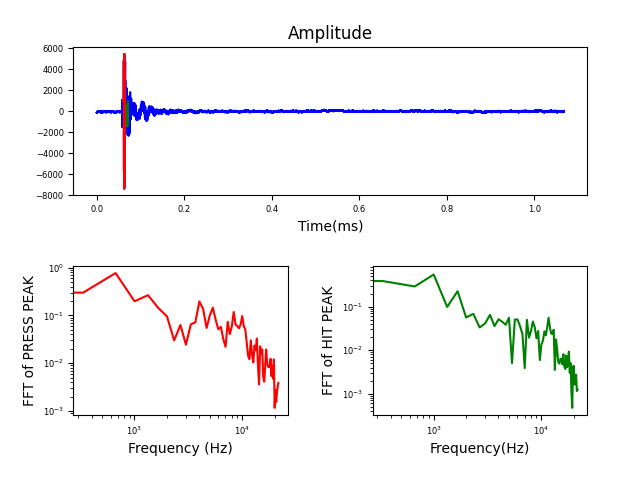 Amplitude
6000
4000
2000
0
−2000
−4000
−6000
−8000
0.0 0.2 0.4 0.6 0.8 1.0
Time(ms)
FFT of PRESS PEAK
10⁰
10⁻¹
10⁻²
10⁻³
10³ 10⁴
Frequency (Hz)
FFT of HIT PEAK
10⁻¹
10⁻²
10⁻³
10³ 10⁴
Frequency(Hz)